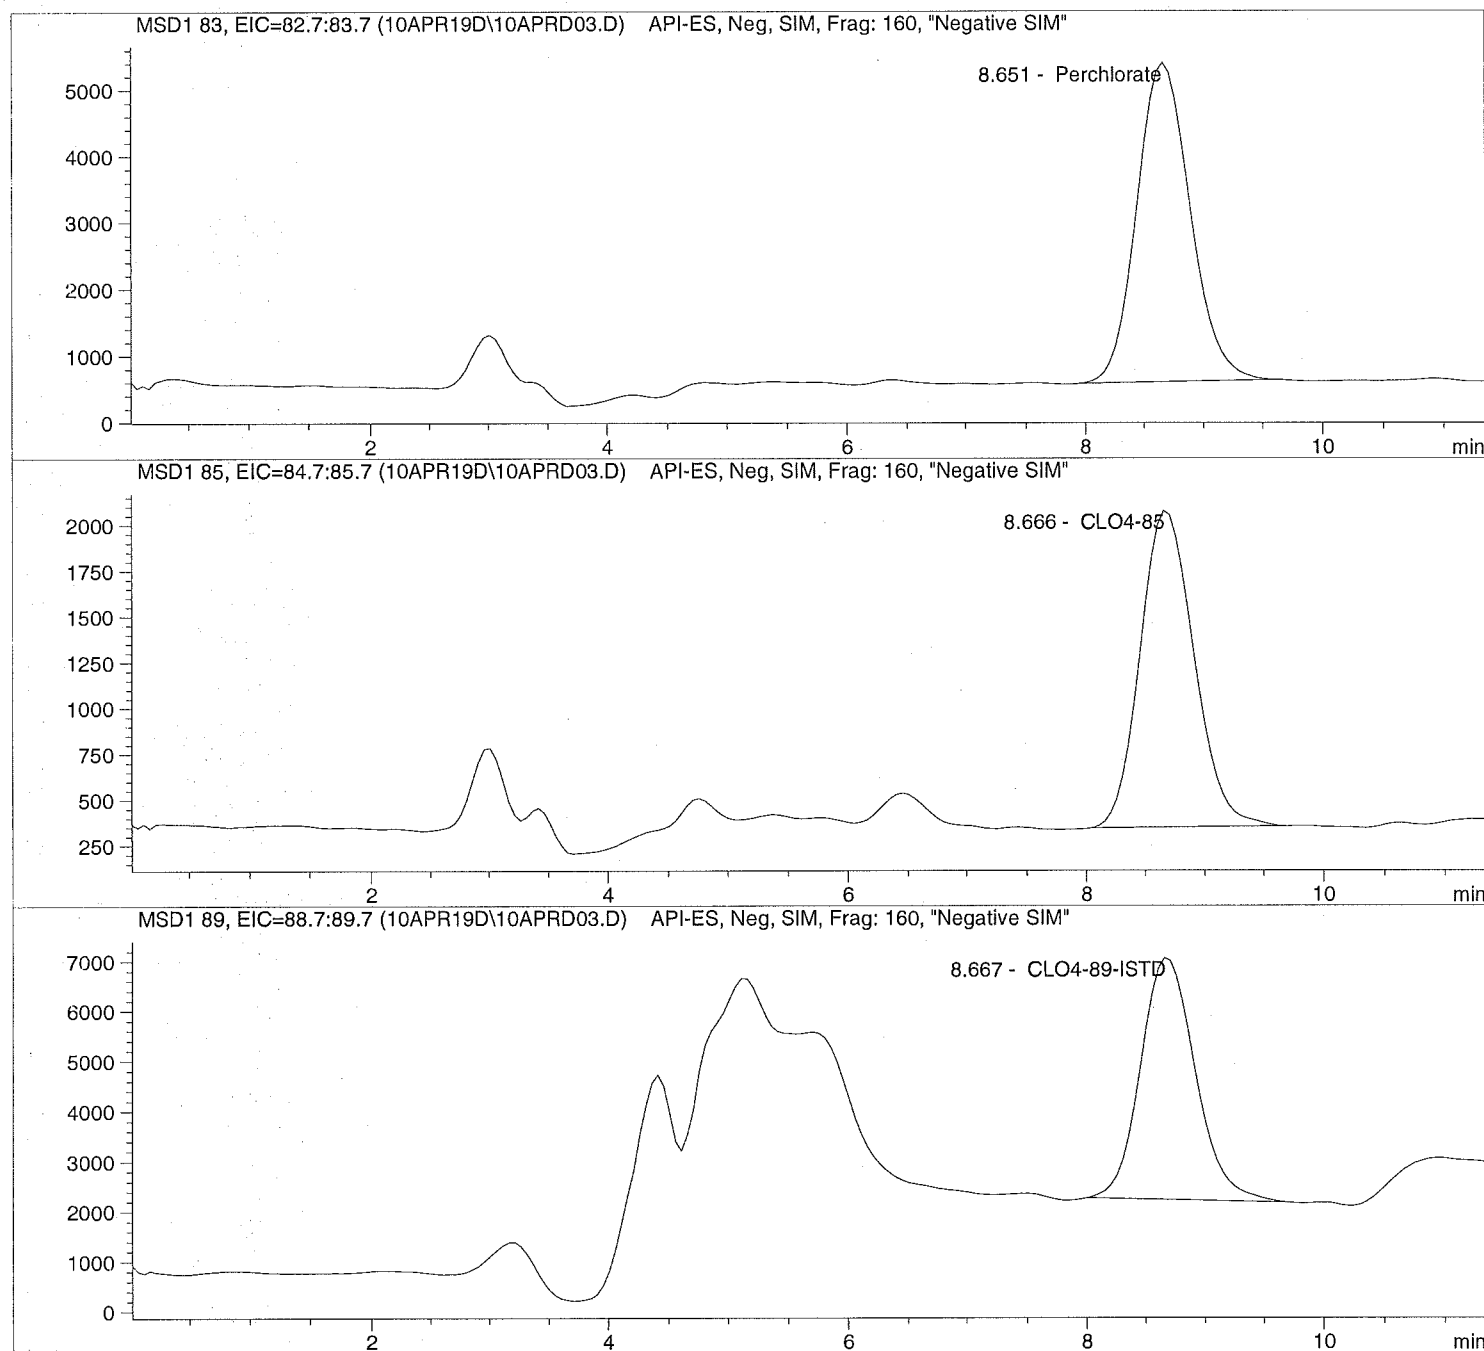 MSD1 83, EIC=82.7:83.7 (10APR19D\10APRD03.D) API-ES, Neg, SIM, Frag: 160, "Negative SIM"
8.651 - Perchlorate
5000
4000
3000
2000
1000
0
2 4 6 8 10 min
MSD1 85, EIC=84.7:85.7 (10APR19D\10APRD03.D) API-ES, Neg, SIM, Frag: 160, "Negative SIM"
8.666 - CLO4-85
2000
1750
1500
1250
1000
750
500
250
2 4 6 8 10 min
MSD1 89, EIC=88.7:89.7 (10APR19D\10APRD03.D) API-ES, Neg, SIM, Frag: 160, "Negative SIM"
8.667 - CLO4-89-ISTD
7000
6000
5000
4000
3000
2000
1000
0
2 4 6 8 10 min